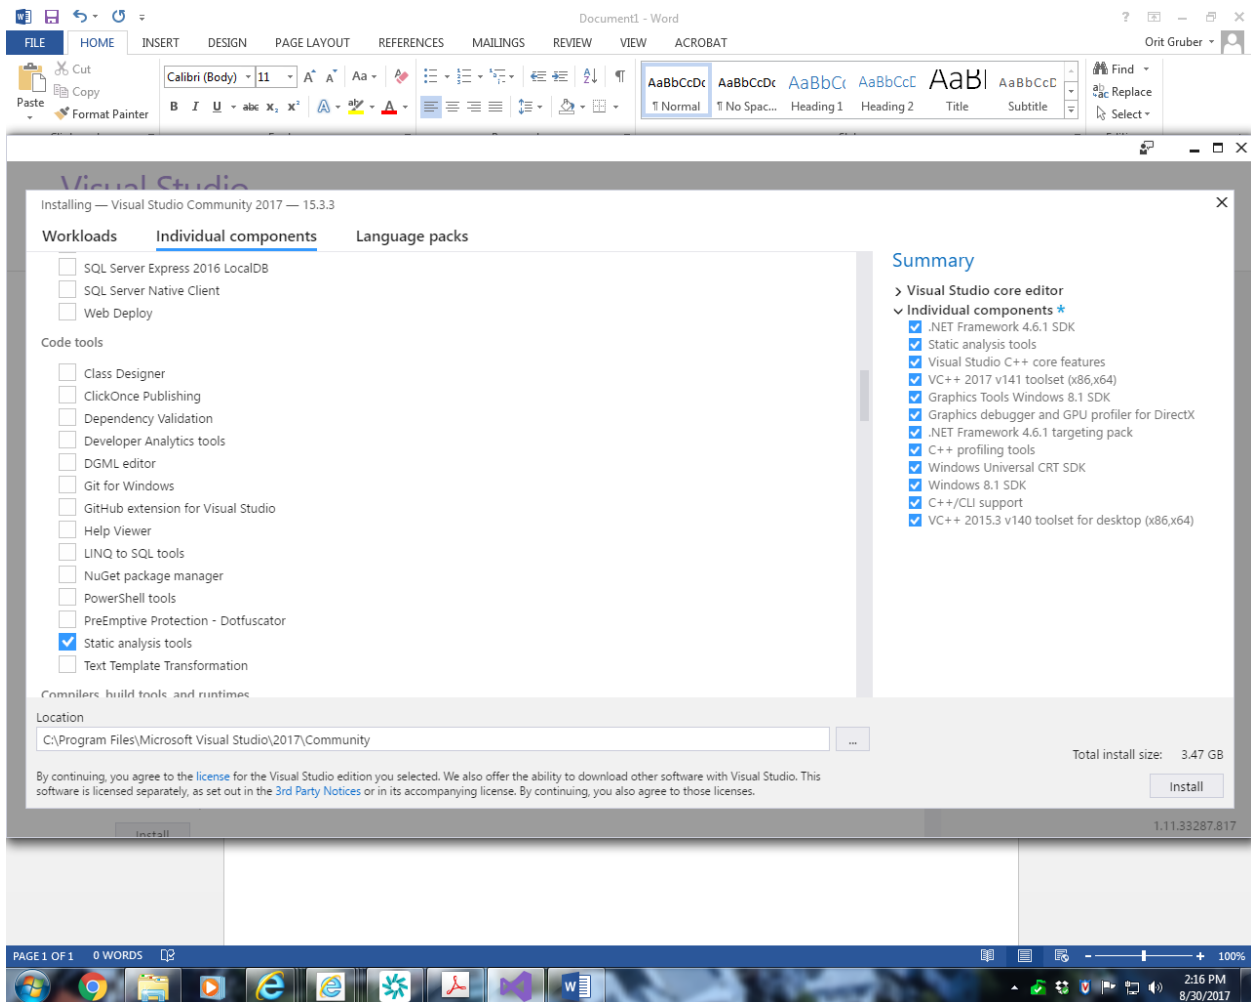 Document1 - Word
FILE HOME INSERT DESIGN PAGE LAYOUT REFERENCES MAILINGS REVIEW VIEW ACROBAT Orit Gruber
Cut
Copy
Format Painter
Paste
Calibri (Body) 11
AaBbCcDc AaBbCcDc AaBbCc AaBbCcD AaBl AaBbCcD
¶ Normal ¶ No Spac... Heading 1 Heading 2 Title Subtitle
Find
Replace
Select
Visual Studio
Installing — Visual Studio Community 2017 — 15.3.3
Workloads Individual components Language packs
SQL Server Express 2016 LocalDB
SQL Server Native Client
Web Deploy
Code tools
Class Designer
ClickOnce Publishing
Dependency Validation
Developer Analytics tools
DGML editor
Git for Windows
GitHub extension for Visual Studio
Help Viewer
LINQ to SQL tools
NuGet package manager
PowerShell tools
PreEmptive Protection - Dotfuscator
Static analysis tools
Text Template Transformation
Compilers, build tools, and runtimes
Summary
Visual Studio core editor
Individual components *
.NET Framework 4.6.1 SDK
Static analysis tools
Visual Studio C++ core features
VC++ 2017 v141 toolset (x86,x64)
Graphics Tools Windows 8.1 SDK
Graphics debugger and GPU profiler for DirectX
.NET Framework 4.6.1 targeting pack
C++ profiling tools
Windows Universal CRT SDK
Windows 8.1 SDK
C++/CLI support
VC++ 2015.3 v140 toolset for desktop (x86,x64)
Location
C:\Program Files\Microsoft Visual Studio\2017\Community ...
Total install size: 3.47 GB
By continuing, you agree to the license for the Visual Studio edition you selected. We also offer the ability to download other software with Visual Studio. This
software is licensed separately, as set out in the 3rd Party Notices or in its accompanying license. By continuing, you also agree to those licenses.
Install
Install
1.11.33287.817
PAGE 1 OF 1 0 WORDS 100%
2:16 PM
8/30/2017